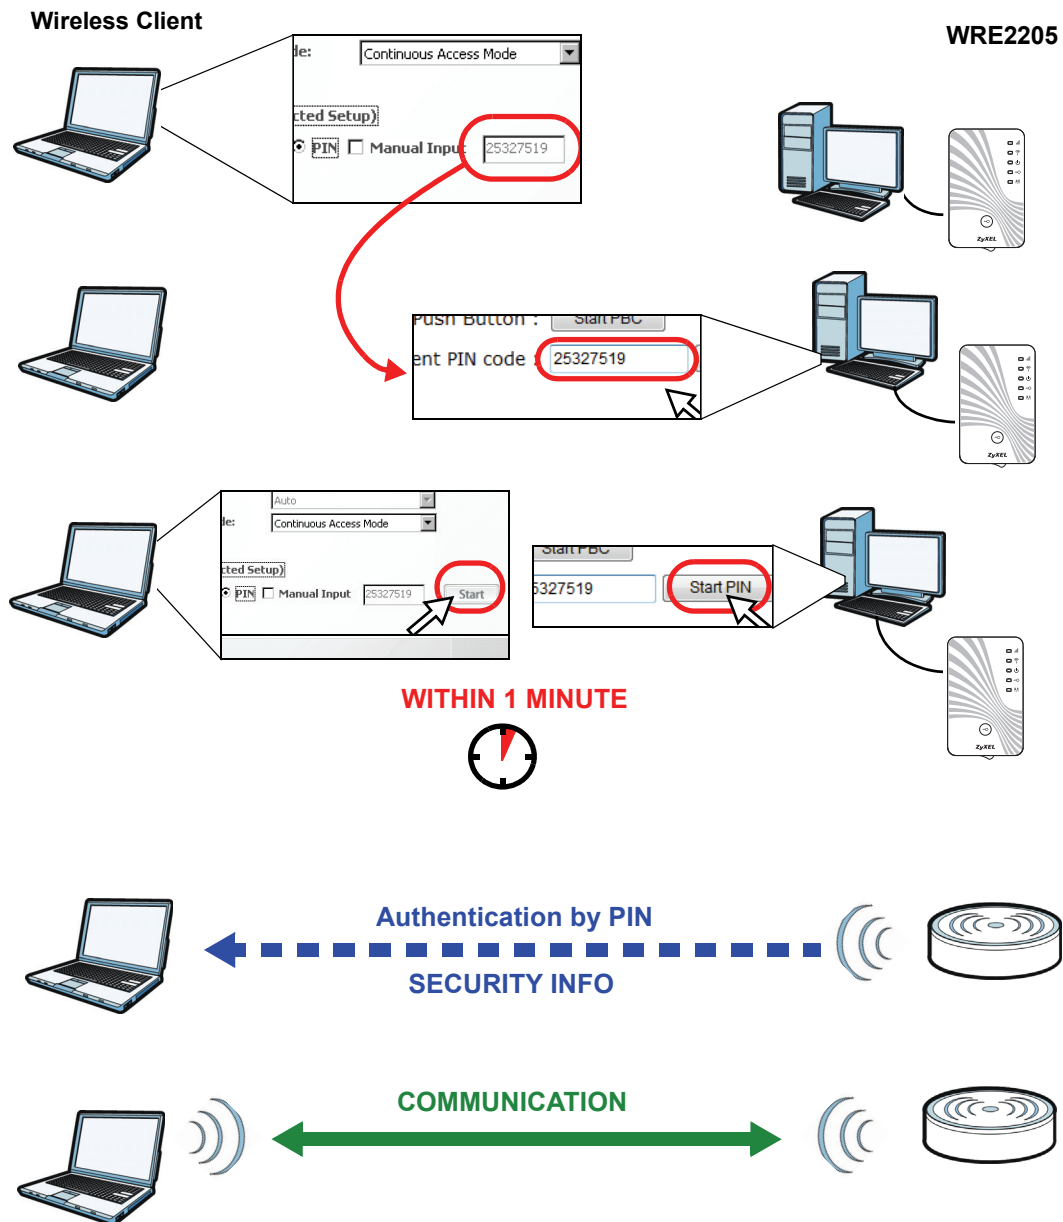 Wireless Client
WRE2205
de:
Continuous Access Mode
cted Setup)
PIN
Manual Input
25327519
ZyXEL
Push Button :
Start PBC
ent PIN code :
25327519
ZyXEL
Auto
de:
Continuous Access Mode
cted Setup)
PIN
Manual Input
25327519
Start
Start PBC
5327519
Start PIN
WITHIN 1 MINUTE
ZyXEL
Authentication by PIN
SECURITY INFO
COMMUNICATION